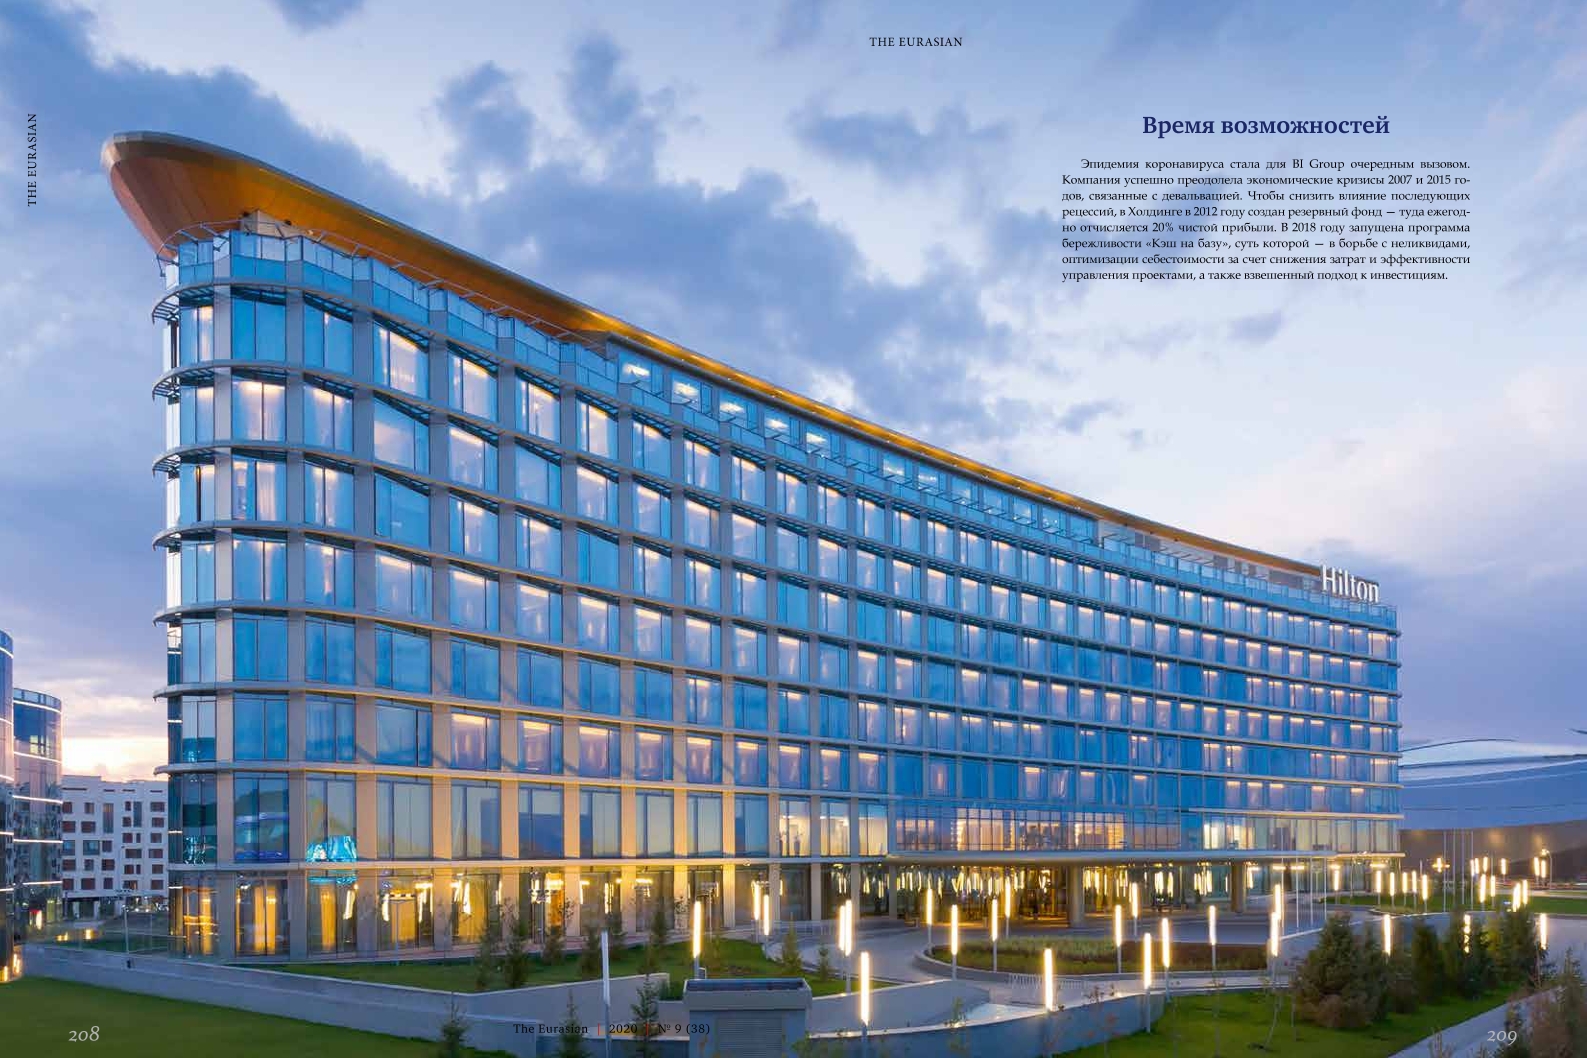 THE EURASIAN
THE EURASIAN
Время возможностей
Эпидемия коронавируса стала для BI Group очередным вызовом.
Компания успешно преодолела экономические кризисы 2007 и 2015 го-
дов, связанные с девальвацией. Чтобы снизить влияние последующих
рецессий, в Холдинге в 2012 году создан резервный фонд — туда ежегод-
но отчисляется 20% чистой прибыли. В 2018 году запущена программа
бережливости «Кэш на базу», суть которой — в борьбе с неликвидами,
оптимизации себестоимости за счет снижения затрат и эффективности
управления проектами, а также взвешенный подход к инвестициям.
Hilton
208
The Eurasian | 2020 | № 9 (38)
209